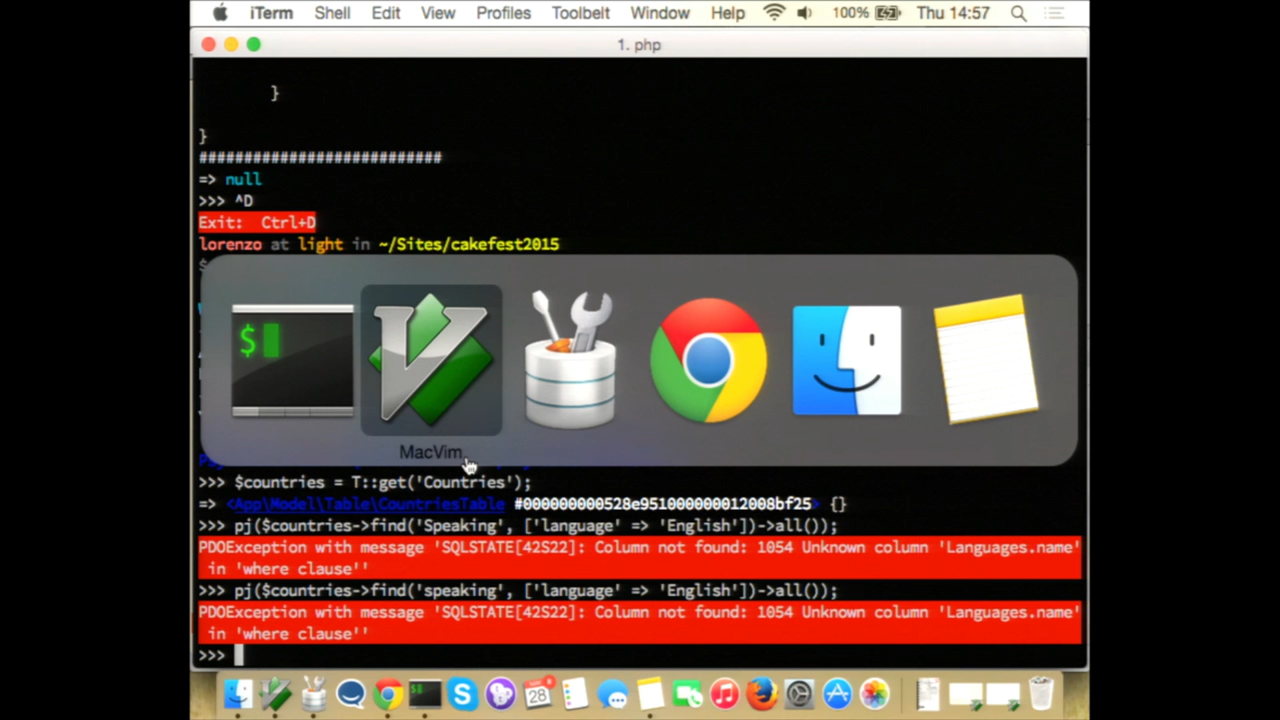 iTerm Shell Edit View Profiles Toolbelt Window Help 100% Thu 14:57
1. php
}
}
###########################
=> null
>>> ^D
Exit: Ctrl+D
lorenzo at light in ~/Sites/cakefest2015
$
MacVim
>>> $countries = T::get('Countries');
=> <App\Model\Table\CountriesTable #000000000528e951000000012008bf25> {}
>>> pj($countries->find('Speaking', ['language' => 'English'])->all());
PDOException with message 'SQLSTATE[42S22]: Column not found: 1054 Unknown column 'Languages.name'
in 'where clause''
>>> pj($countries->find('speaking', ['language' => 'English'])->all());
PDOException with message 'SQLSTATE[42S22]: Column not found: 1054 Unknown column 'Languages.name'
in 'where clause''
>>>
28